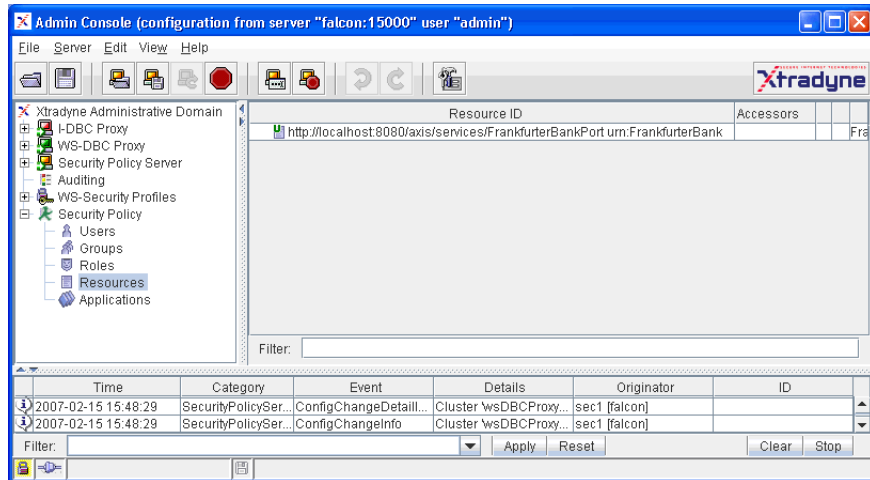 Admin Console (configuration from server "falcon:15000" user "admin")
File Server Edit View Help
SECURE INTERNET TECHNOLOGIES
Xtradyne
Xtradyne Administrative Domain
I-DBC Proxy
WS-DBC Proxy
Security Policy Server
Auditing
WS-Security Profiles
Security Policy
Users
Groups
Roles
Resources
Applications
Resource ID Accessors
http://localhost:8080/axis/services/FrankfurterBankPort urn:FrankfurterBank Fra
Filter:
Time Category Event Details Originator ID
2007-02-15 15:48:29 SecurityPolicySer... ConfigChangeDetailI... Cluster 'wsDBCProxy... sec1 [falcon]
2007-02-15 15:48:29 SecurityPolicySer... ConfigChangeInfo Cluster 'wsDBCProxy... sec1 [falcon]
Filter: Apply Reset Clear Stop